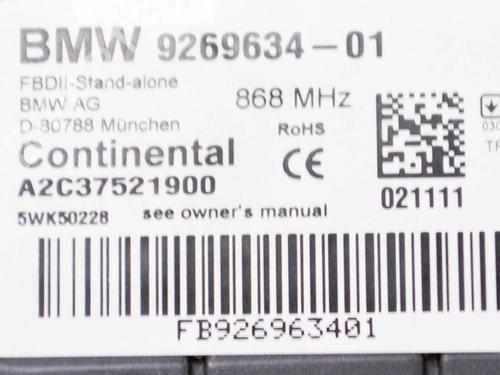 BMW 9269634-01
FBDII-Stand-alone
BMW AG
868 MHz
D-80788 München
RoHS
Continental
CE
A2C37521900
021111
5WK50228 see owner's manual
FB926963401